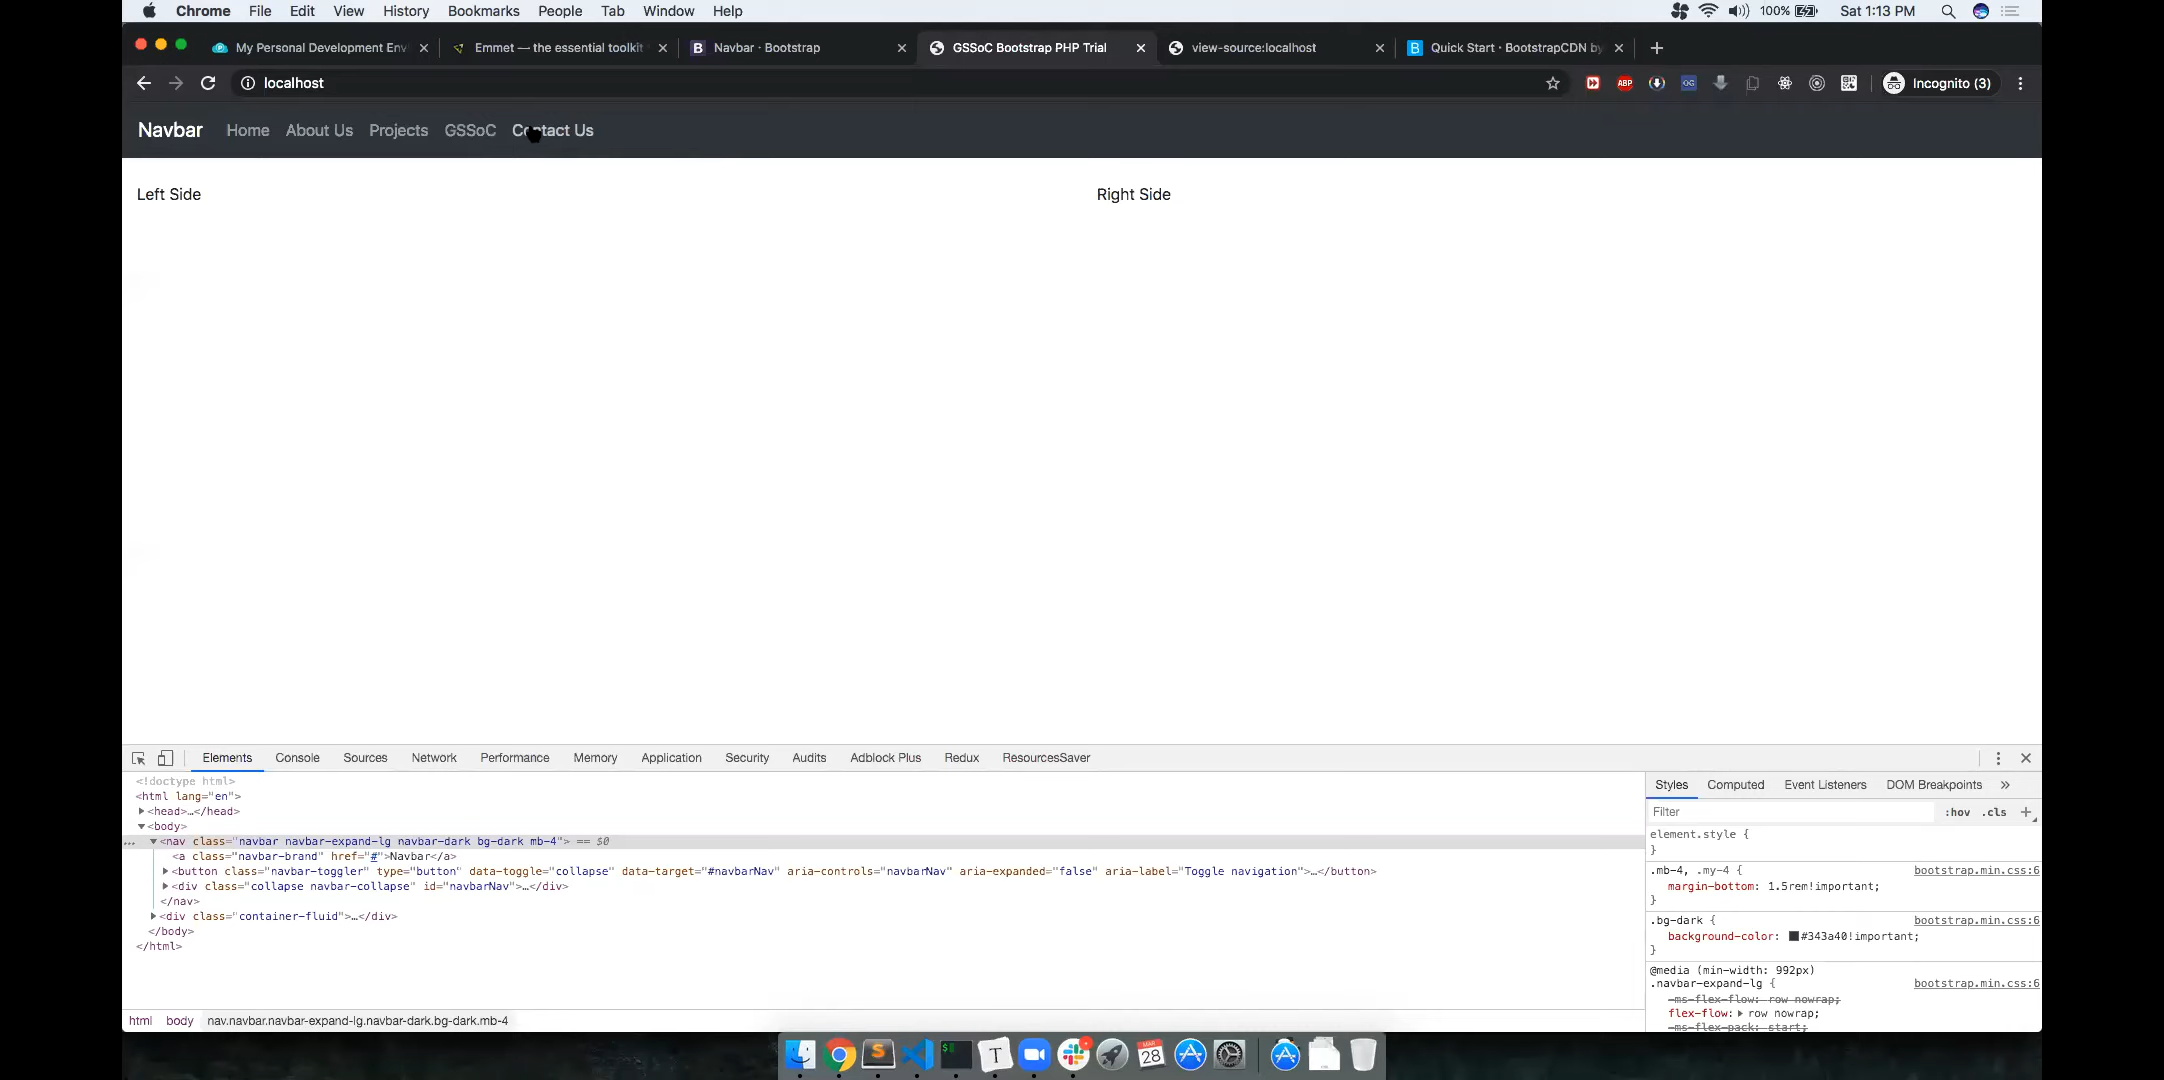 Chrome File Edit View History Bookmarks People Tab Window Help 100% Sat 1:13 PM
My Personal Development Env Emmet — the essential toolkit Navbar · Bootstrap GSSoC Bootstrap PHP Trial view-source:localhost Quick Start · BootstrapCDN by
localhost ABP Incognito (3)
Navbar Home About Us Projects GSSoC Contact Us
Left Side Right Side
Elements Console Sources Network Performance Memory Application Security Audits Adblock Plus Redux ResourcesSaver
<!doctype html>
<html lang="en">
<head>…</head>
<body>
<nav class="navbar navbar-expand-lg navbar-dark bg-dark mb-4"> == $0
<a class="navbar-brand" href="#">Navbar</a>
<button class="navbar-toggler" type="button" data-toggle="collapse" data-target="#navbarNav" aria-controls="navbarNav" aria-expanded="false" aria-label="Toggle navigation">…</button>
<div class="collapse navbar-collapse" id="navbarNav">…</div>
</nav>
<div class="container-fluid">…</div>
</body>
</html>
html body nav.navbar.navbar-expand-lg.navbar-dark.bg-dark.mb-4
Styles Computed Event Listeners DOM Breakpoints »
Filter :hov .cls +
element.style {
}
.mb-4, .my-4 { bootstrap.min.css:6
margin-bottom: 1.5rem!important;
}
.bg-dark { bootstrap.min.css:6
background-color: #343a40!important;
}
@media (min-width: 992px)
.navbar-expand-lg { bootstrap.min.css:6
-ms-flex-flow: row nowrap;
flex-flow: row nowrap;
-ms-flex-pack: start;
MAR
28